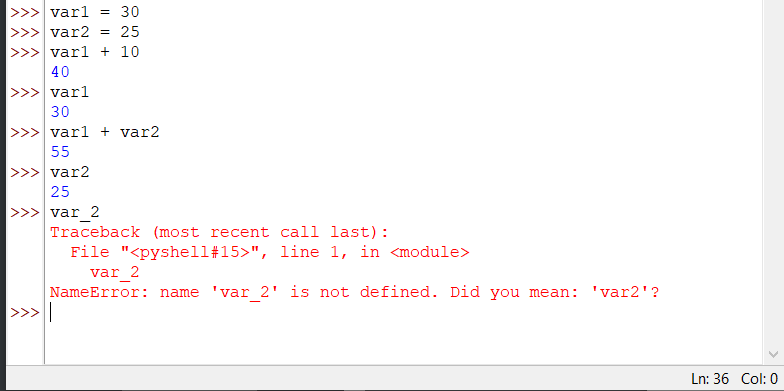 >>> var1 = 30
>>> var2 = 25
>>> var1 + 10
40
>>> var1
30
>>> var1 + var2
55
>>> var2
25
>>> var_2
Traceback (most recent call last):
  File "<pyshell#15>", line 1, in <module>
    var_2
NameError: name 'var_2' is not defined. Did you mean: 'var2'?
>>>
Ln: 36 Col: 0